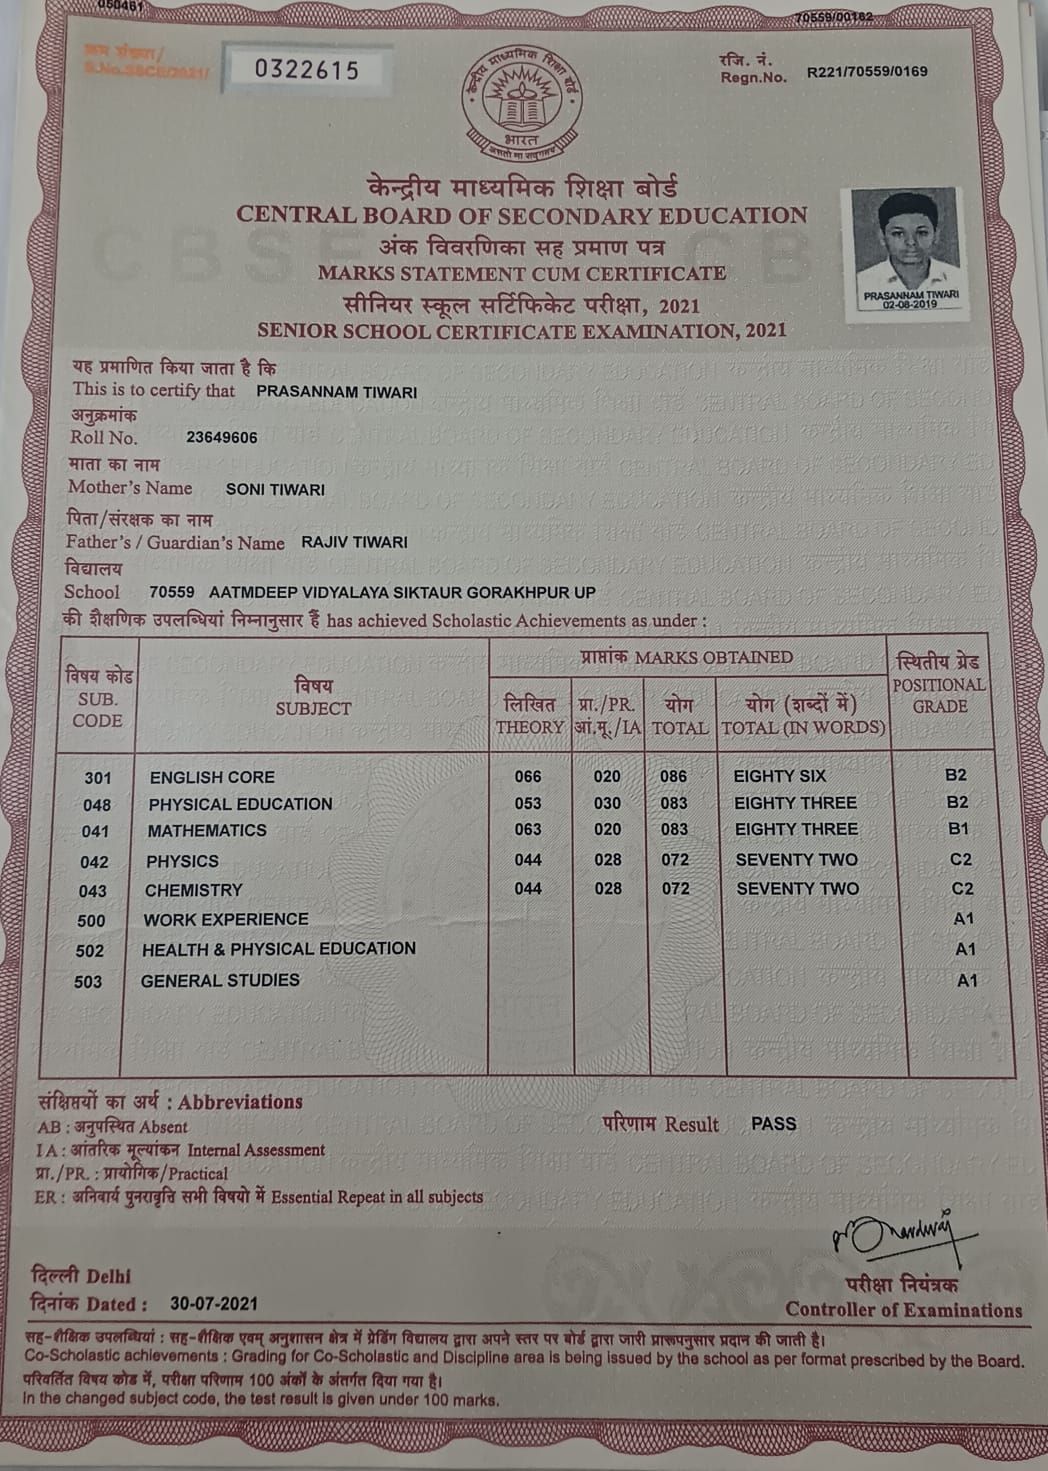 050461
70559/00162
क्रम संख्या/
S.No.SSCE/2021/
0322615
रजि. नं.
Regn.No. R221/70559/0169
केन्द्रीय माध्यमिक शिक्षा बोर्ड
भारत
असतो मा सद्गमय
केन्द्रीय माध्यमिक शिक्षा बोर्ड
CENTRAL BOARD OF SECONDARY EDUCATION
अंक विवरणिका सह प्रमाण पत्र
MARKS STATEMENT CUM CERTIFICATE
सीनियर स्कूल सर्टिफिकेट परीक्षा, 2021
SENIOR SCHOOL CERTIFICATE EXAMINATION, 2021
CBSE
PRASANNAM TIWARI
02-08-2019
यह प्रमाणित किया जाता है कि
This is to certify that PRASANNAM TIWARI
अनुक्रमांक
Roll No. 23649606
माता का नाम
Mother's Name SONI TIWARI
पिता/संरक्षक का नाम
Father's / Guardian's Name RAJIV TIWARI
विद्यालय
School 70559 AATMDEEP VIDYALAYA SIKTAUR GORAKHPUR UP
की शैक्षणिक उपलब्धियां निम्नानुसार हैं has achieved Scholastic Achievements as under :
विषय कोड
SUB.
CODE
विषय
SUBJECT
प्राप्तांक MARKS OBTAINED
लिखित
THEORY
प्रा./PR.
आं.मू./IA
योग
TOTAL
योग (शब्दों में)
TOTAL (IN WORDS)
स्थितीय ग्रेड
POSITIONAL
GRADE
301 ENGLISH CORE 066 020 086 EIGHTY SIX B2
048 PHYSICAL EDUCATION 053 030 083 EIGHTY THREE B2
041 MATHEMATICS 063 020 083 EIGHTY THREE B1
042 PHYSICS 044 028 072 SEVENTY TWO C2
043 CHEMISTRY 044 028 072 SEVENTY TWO C2
500 WORK EXPERIENCE A1
502 HEALTH & PHYSICAL EDUCATION A1
503 GENERAL STUDIES A1
संक्षिप्तियों का अर्थ : Abbreviations
AB : अनुपस्थित Absent
परिणाम Result PASS
IA : आंतरिक मूल्यांकन Internal Assessment
प्रा./PR. : प्रायोगिक/Practical
ER : अनिवार्य पुनरावृत्ति सभी विषयो में Essential Repeat in all subjects
दिल्ली Delhi
दिनांक Dated : 30-07-2021
परीक्षा नियंत्रक
Controller of Examinations
सह-शैक्षिक उपलब्धियां : सह-शैक्षिक एवम् अनुशासन क्षेत्र में ग्रेडिंग विद्यालय द्वारा अपने स्तर पर बोर्ड द्वारा जारी प्रारूपनुसार प्रदान की जाती है।
Co-Scholastic achievements : Grading for Co-Scholastic and Discipline area is being issued by the school as per format prescribed by the Board.
परिवर्तित विषय कोड में, परीक्षा परिणाम 100 अंकों के अंतर्गत दिया गया है।
In the changed subject code, the test result is given under 100 marks.